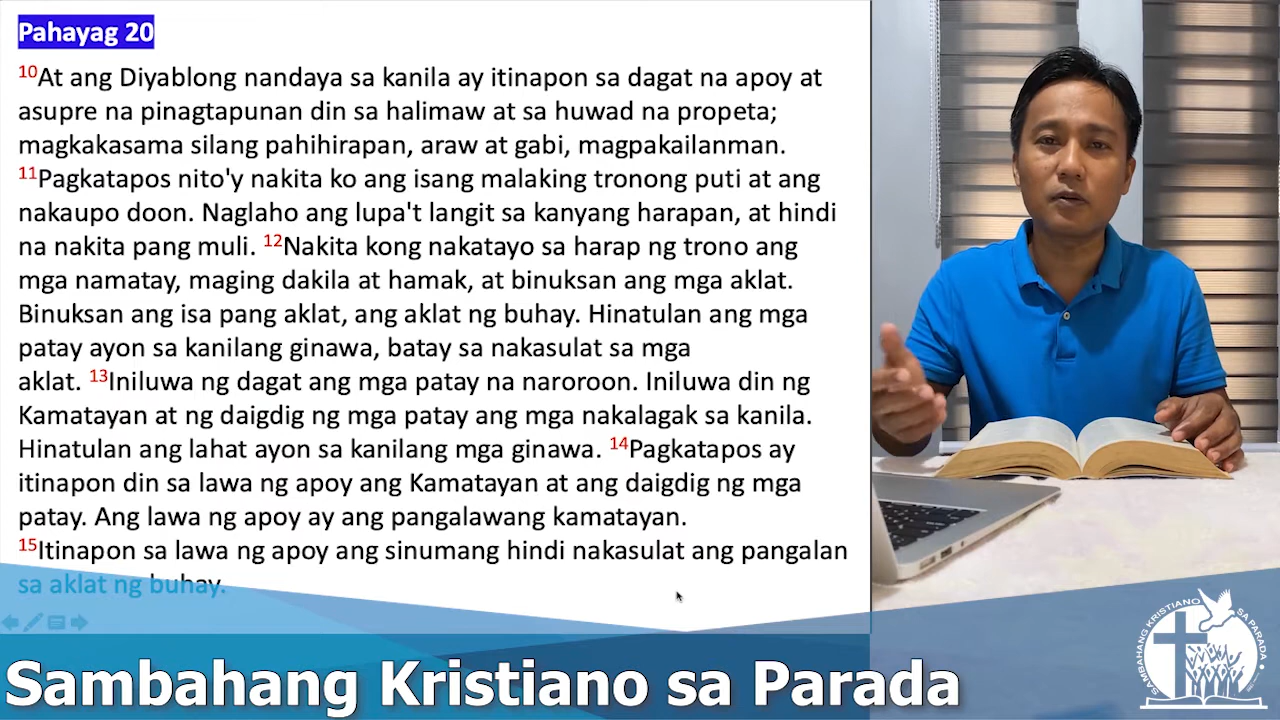 Pahayag 20
10At ang Diyablong nandaya sa kanila ay itinapon sa dagat na apoy at
asupre na pinagtapunan din sa halimaw at sa huwad na propeta;
magkakasama silang pahihirapan, araw at gabi, magpakailanman.
11Pagkatapos nito'y nakita ko ang isang malaking tronong puti at ang
nakaupo doon. Naglaho ang lupa't langit sa kanyang harapan, at hindi
na nakita pang muli. 12Nakita kong nakatayo sa harap ng trono ang
mga namatay, maging dakila at hamak, at binuksan ang mga aklat.
Binuksan ang isa pang aklat, ang aklat ng buhay. Hinatulan ang mga
patay ayon sa kanilang ginawa, batay sa nakasulat sa mga
aklat. 13Iniluwa ng dagat ang mga patay na naroroon. Iniluwa din ng
Kamatayan at ng daigdig ng mga patay ang mga nakalagak sa kanila.
Hinatulan ang lahat ayon sa kanilang mga ginawa. 14Pagkatapos ay
itinapon din sa lawa ng apoy ang Kamatayan at ang daigdig ng mga
patay. Ang lawa ng apoy ay ang pangalawang kamatayan.
15Itinapon sa lawa ng apoy ang sinumang hindi nakasulat ang pangalan
sa aklat ng buhay.
Sambahang Kristiano sa Parada
SAMBAHANG KRISTIANO SA PARADA